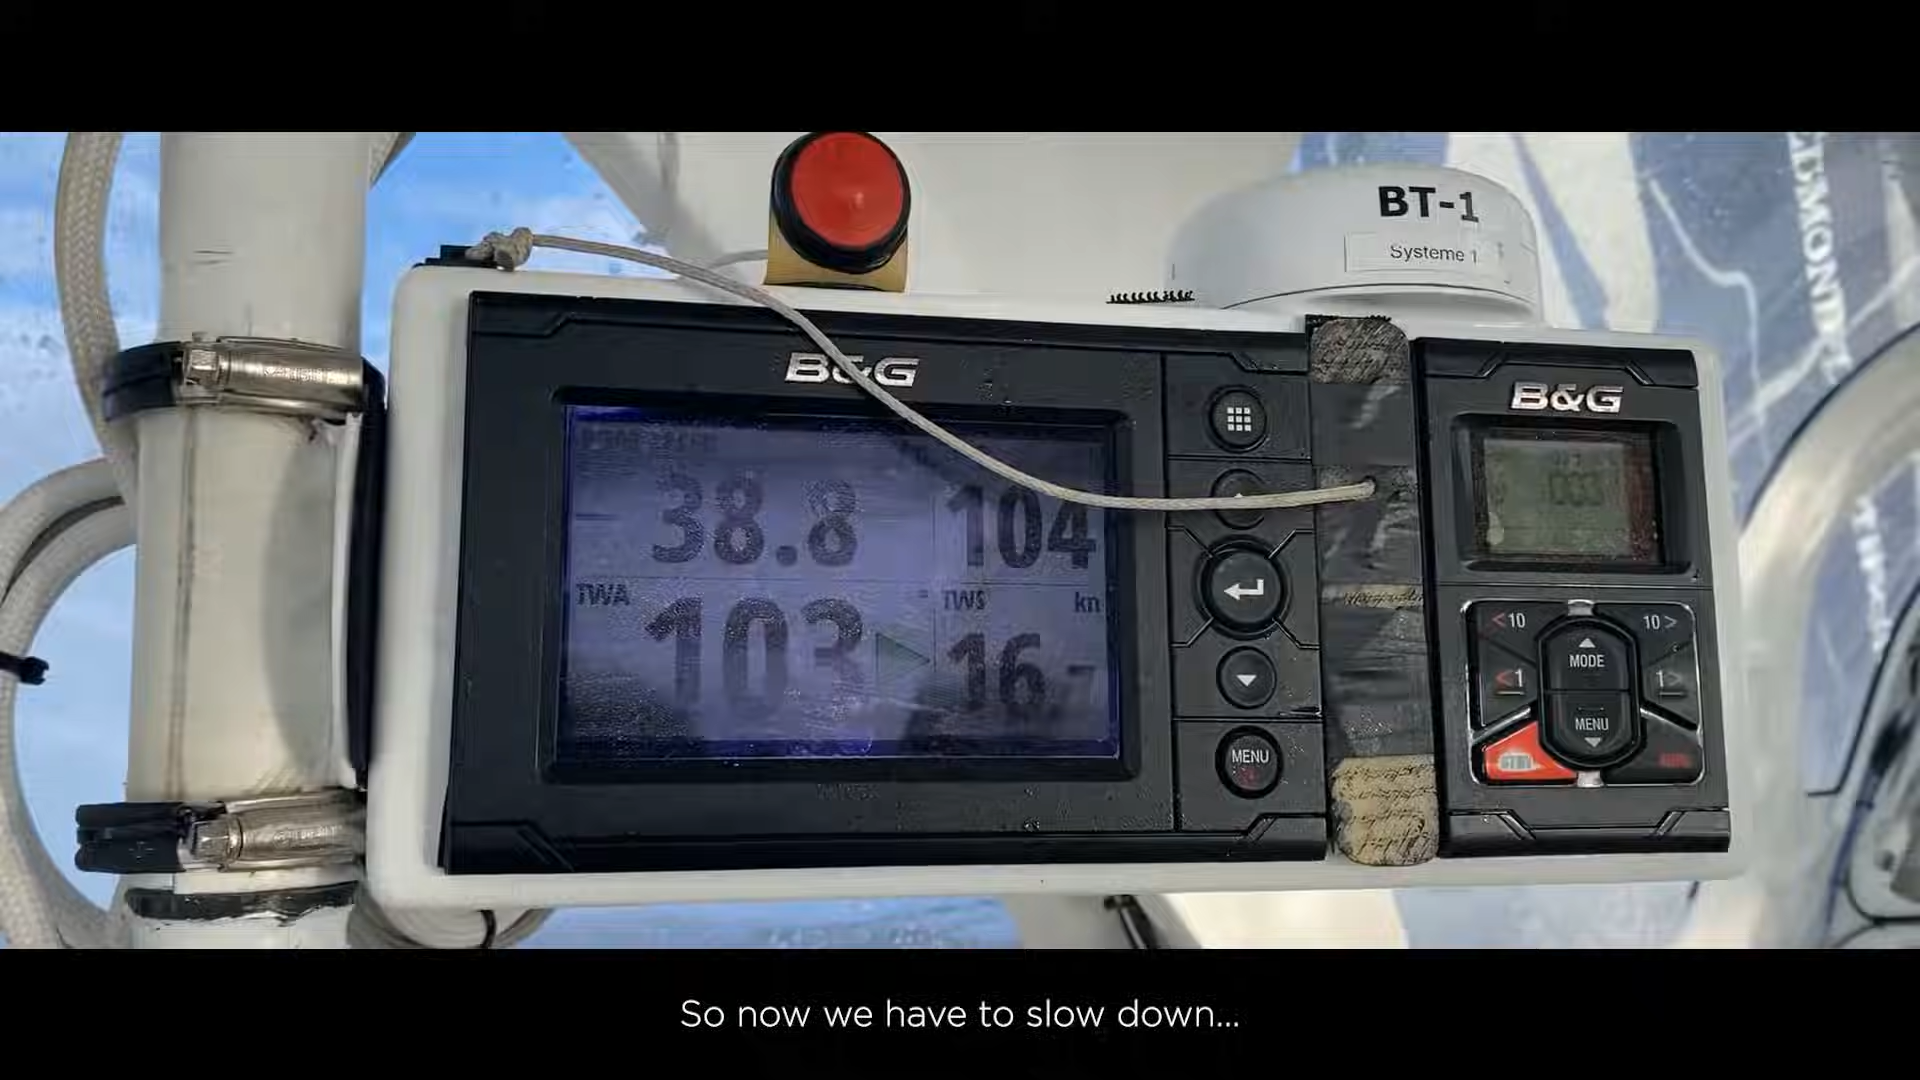 BT-1
Systeme 1
B&G
B&G
38.8
104
TWA
103
TWS
kn
16.7
<10
10>
MODE
<1
1>
MENU
MENU
So now we have to slow down...